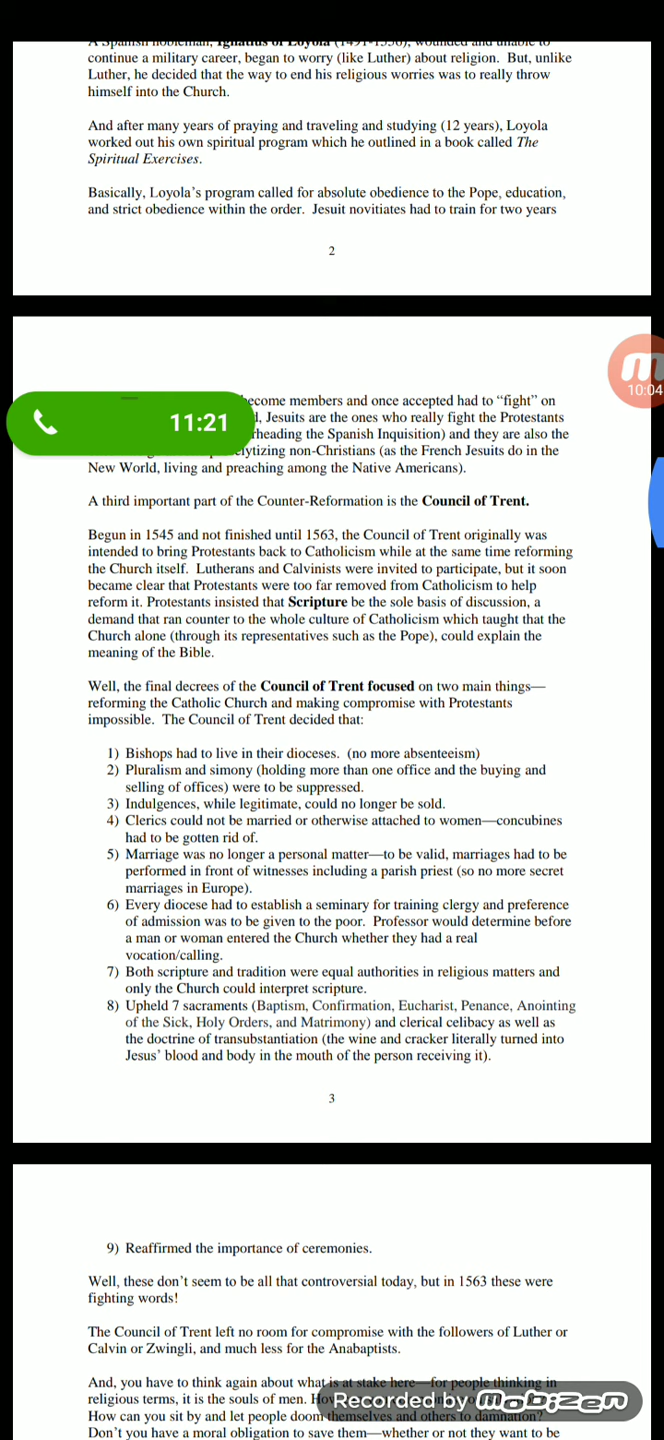 A Spanish nobleman, Ignatius of Loyola (1491-1556), wounded and unable to
continue a military career, began to worry (like Luther) about religion. But, unlike
Luther, he decided that the way to end his religious worries was to really throw
himself into the Church.
And after many years of praying and traveling and studying (12 years), Loyola
worked out his own spiritual program which he outlined in a book called The
Spiritual Exercises.
Basically, Loyola's program called for absolute obedience to the Pope, education,
and strict obedience within the order. Jesuit novitiates had to train for two years
2
10:04
11:21
become members and once accepted had to “fight” on
Jesuits are the ones who really fight the Protestants
the Spanish Inquisition) and they are also the
non-Christians (as the French Jesuits do in the
New World, living and preaching among the Native Americans).
A third important part of the Counter-Reformation is the Council of Trent.
Begun in 1545 and not finished until 1563, the Council of Trent originally was
intended to bring Protestants back to Catholicism while at the same time reforming
the Church itself. Lutherans and Calvinists were invited to participate, but it soon
became clear that Protestants were too far removed from Catholicism to help
reform it. Protestants insisted that Scripture be the sole basis of discussion, a
demand that ran counter to the whole culture of Catholicism which taught that the
Church alone (through its representatives such as the Pope), could explain the
meaning of the Bible.
Well, the final decrees of the Council of Trent focused on two main things—
reforming the Catholic Church and making compromise with Protestants
impossible. The Council of Trent decided that:
1) Bishops had to live in their dioceses. (no more absenteeism)
2) Pluralism and simony (holding more than one office and the buying and
selling of offices) were to be suppressed.
3) Indulgences, while legitimate, could no longer be sold.
4) Clerics could not be married or otherwise attached to women—concubines
had to be gotten rid of.
5) Marriage was no longer a personal matter—to be valid, marriages had to be
performed in front of witnesses including a parish priest (so no more secret
marriages in Europe).
6) Every diocese had to establish a seminary for training clergy and preference
of admission was to be given to the poor. Professor would determine before
a man or woman entered the Church whether they had a real
vocation/calling.
7) Both scripture and tradition were equal authorities in religious matters and
only the Church could interpret scripture.
8) Upheld 7 sacraments (Baptism, Confirmation, Eucharist, Penance, Anointing
of the Sick, Holy Orders, and Matrimony) and clerical celibacy as well as
the doctrine of transubstantiation (the wine and cracker literally turned into
Jesus' blood and body in the mouth of the person receiving it).
3
9) Reaffirmed the importance of ceremonies.
Well, these don't seem to be all that controversial today, but in 1563 these were
fighting words!
The Council of Trent left no room for compromise with the followers of Luther or
Calvin or Zwingli, and much less for the Anabaptists.
And, you have to think again about what is at stake here—for people thinking in
religious terms, it is the souls of men.
Recorded by Mobizen
How can you sit by and let people doom themselves and others to damnation?
Don't you have a moral obligation to save them—whether or not they want to be